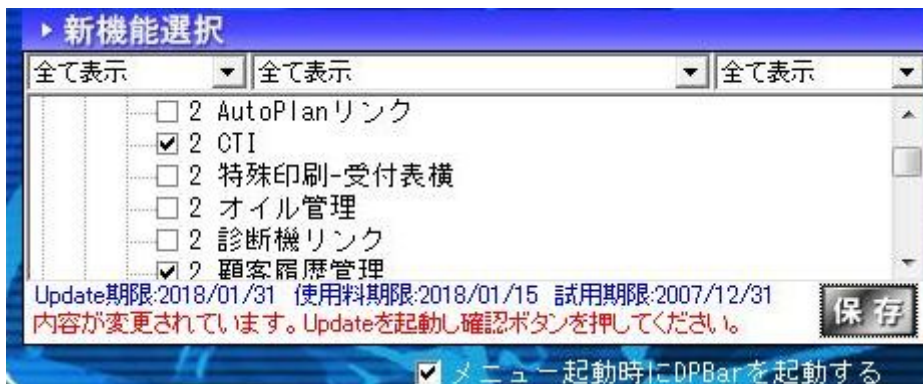 新機能選択
全て表示 全て表示 全て表示
2 AutoPlanリンク
2 CTI
2 特殊印刷-受付表横
2 オイル管理
2 診断機リンク
2 顧客履歴管理
Update期限:2018/01/31 使用料期限:2018/01/15 試用期限:2007/12/31
内容が変更されています。Updateを起動し確認ボタンを押してください。
保存
メニュー起動時にDPBarを起動する